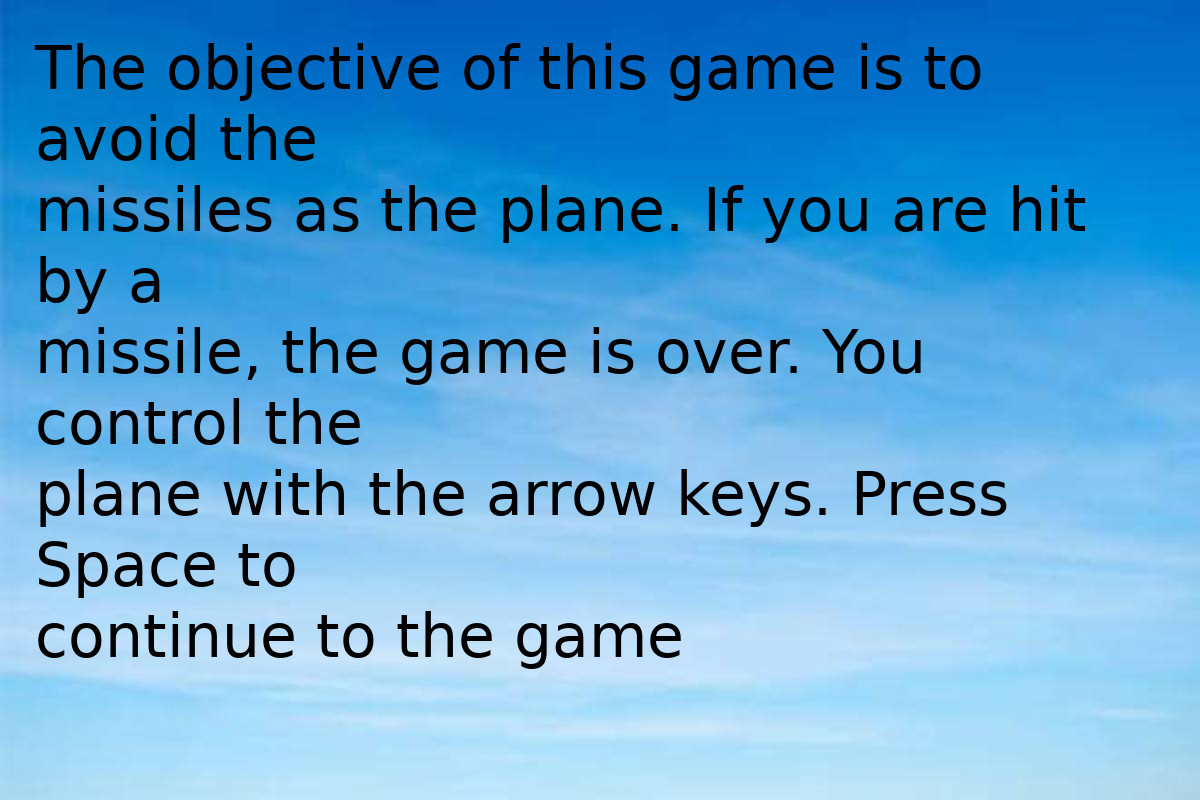 The objective of this game is to
avoid the
missiles as the plane. If you are hit
by a
missile, the game is over. You
control the
plane with the arrow keys. Press
Space to
continue to the game